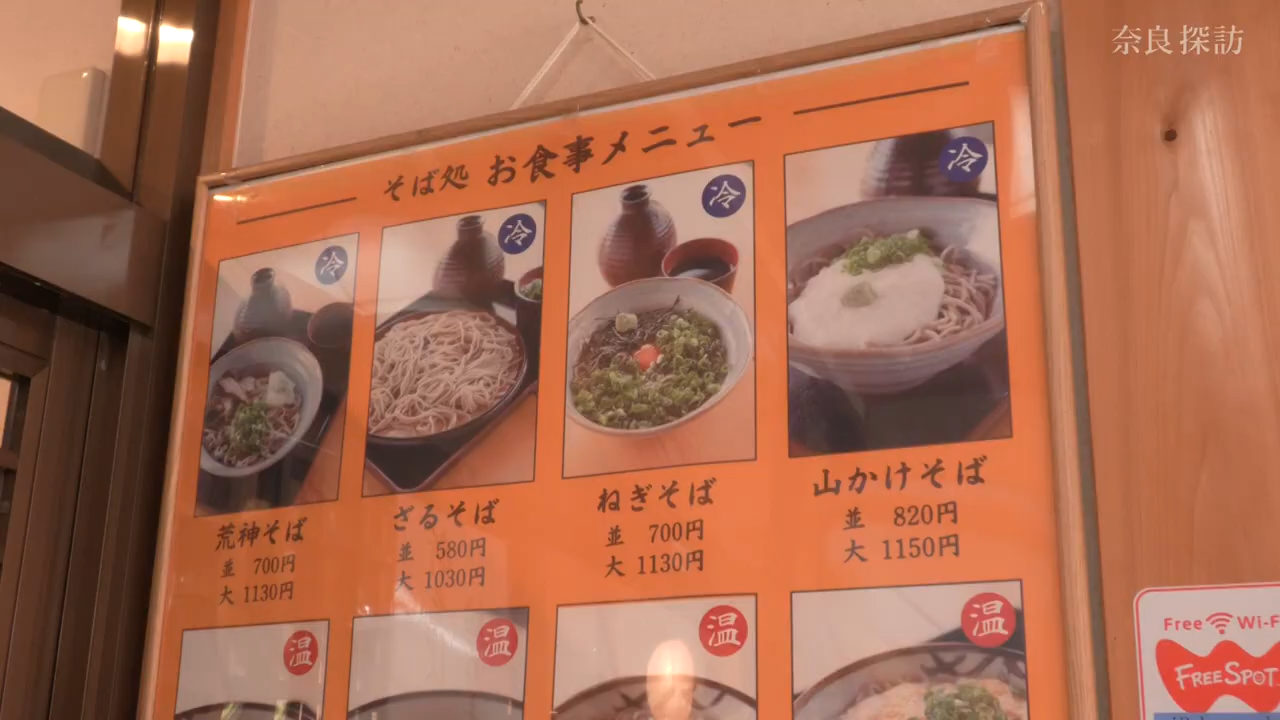 奈良探訪
そば処 お食事メニュー
冷
冷
冷
冷
荒神そば
並 700円
大 1130円
ざるそば
並 580円
大 1030円
ねぎそば
並 700円
大 1130円
山かけそば
並 820円
大 1150円
温
温
温
温
Free Wi-F
FREESPOT